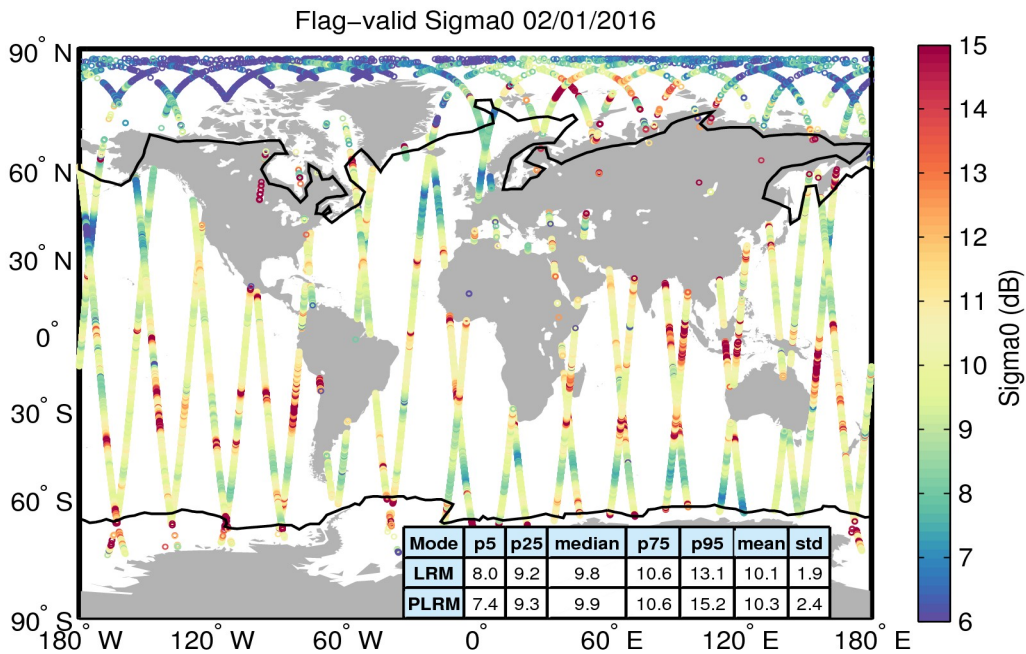 Flag−valid Sigma0 02/01/2016
90° N
60° N
30° N
0°
30° S
60° S
90° S
180° W
120° W
60° W
0°
60° E
120° E
180° E
15
14
13
12
11
10
9
8
7
6
Sigma0 (dB)
Mode p5 p25 median p75 p95 mean std
LRM 8.0 9.2 9.8 10.6 13.1 10.1 1.9
PLRM 7.4 9.3 9.9 10.6 15.2 10.3 2.4